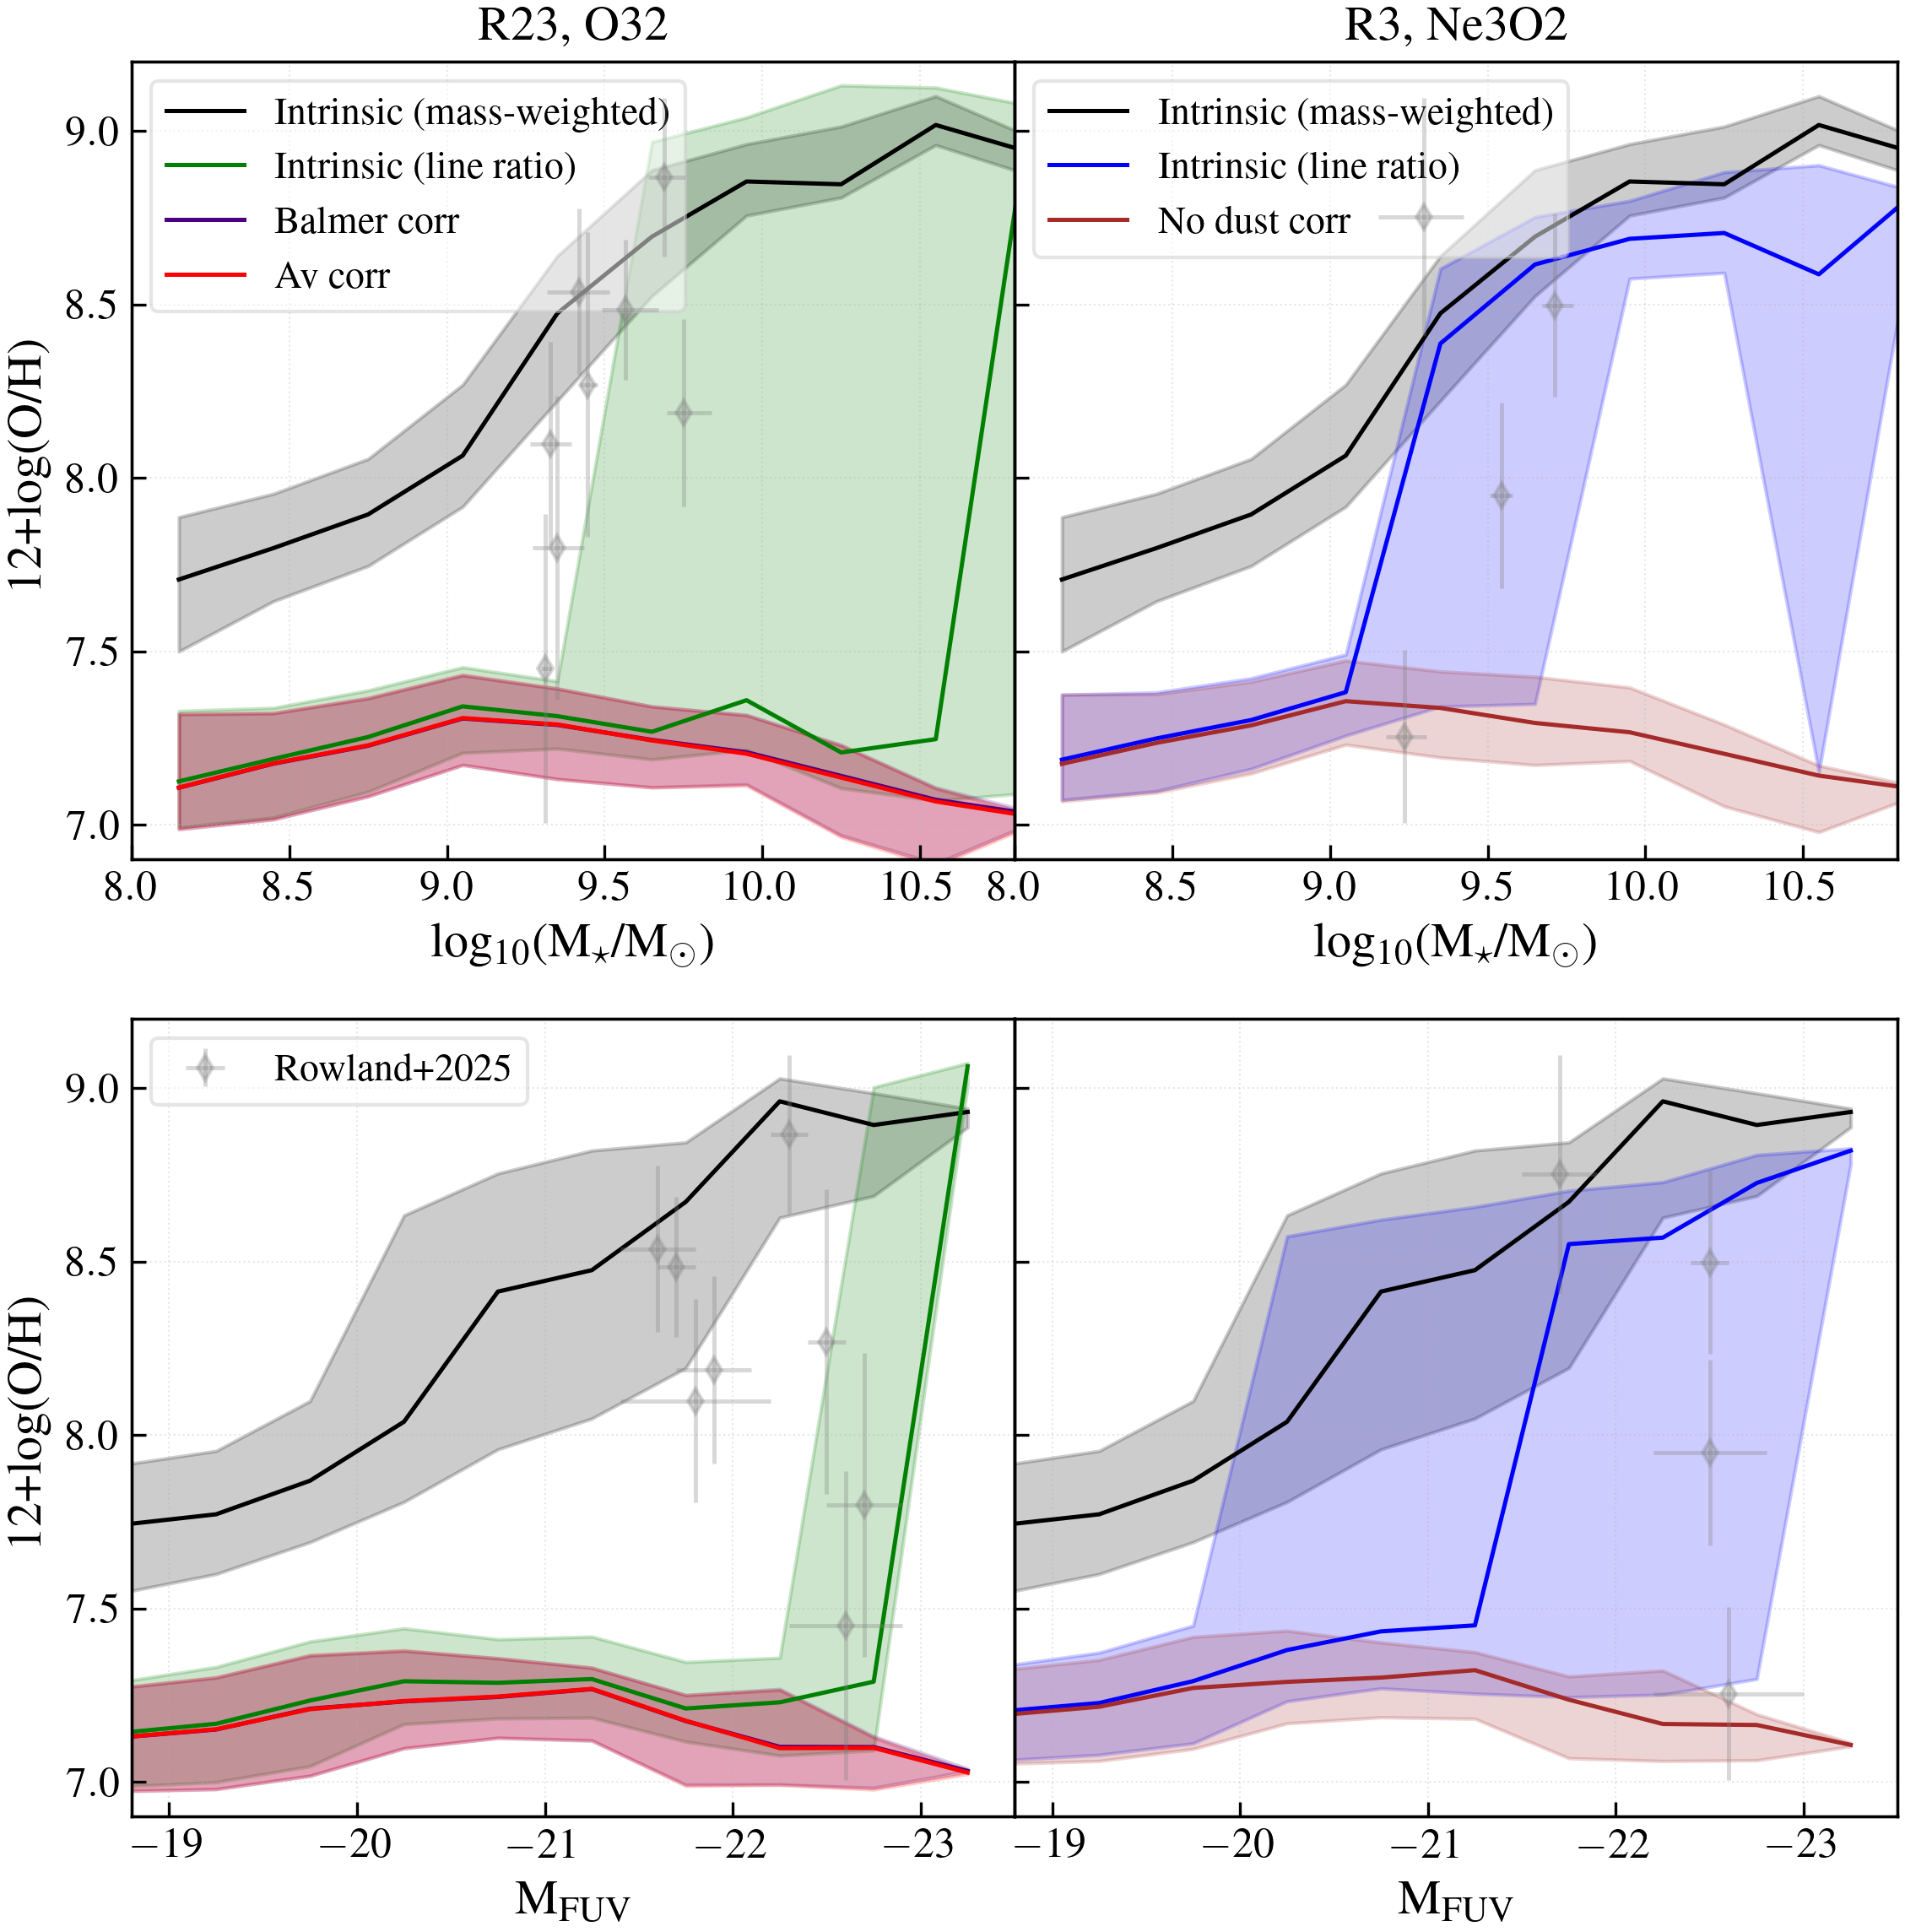 R23, O32
R3, Ne3O2
Intrinsic (mass-weighted)
Intrinsic (line ratio)
Balmer corr
Av corr
Intrinsic (mass-weighted)
Intrinsic (line ratio)
No dust corr
12+log(O/H)
9.0
8.5
8.0
7.5
7.0
8.0 8.5 9.0 9.5 10.0 10.5
8.0 8.5 9.0 9.5 10.0 10.5
log₁₀(M⋆/M☉)
log₁₀(M⋆/M☉)
Rowland+2025
12+log(O/H)
9.0
8.5
8.0
7.5
7.0
−19 −20 −21 −22 −23
−19 −20 −21 −22 −23
M_FUV
M_FUV